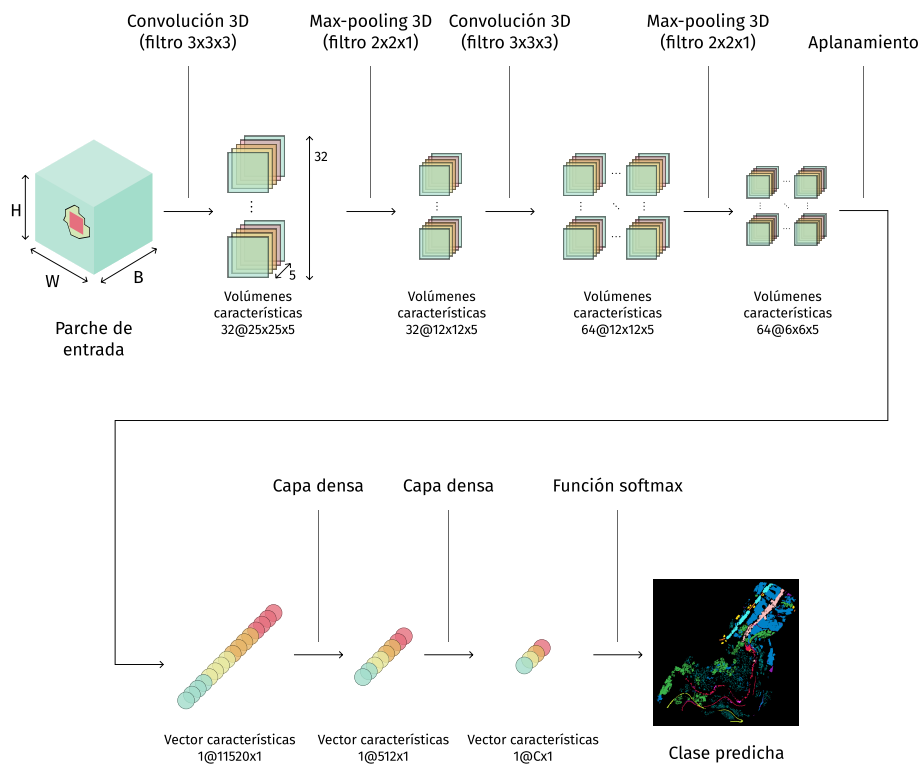 Convolución 3D
(filtro 3x3x3)
Max-pooling 3D
(filtro 2x2x1)
Convolución 3D
(filtro 3x3x3)
Max-pooling 3D
(filtro 2x2x1)
Aplanamiento
H
W
B
32
5
Parche de
entrada
Volúmenes
características
32@25x25x5
Volúmenes
características
32@12x12x5
Volúmenes
características
64@12x12x5
Volúmenes
características
64@6x6x5
Capa densa
Capa densa
Función softmax
Vector características
1@11520x1
Vector características
1@512x1
Vector características
1@Cx1
Clase predicha